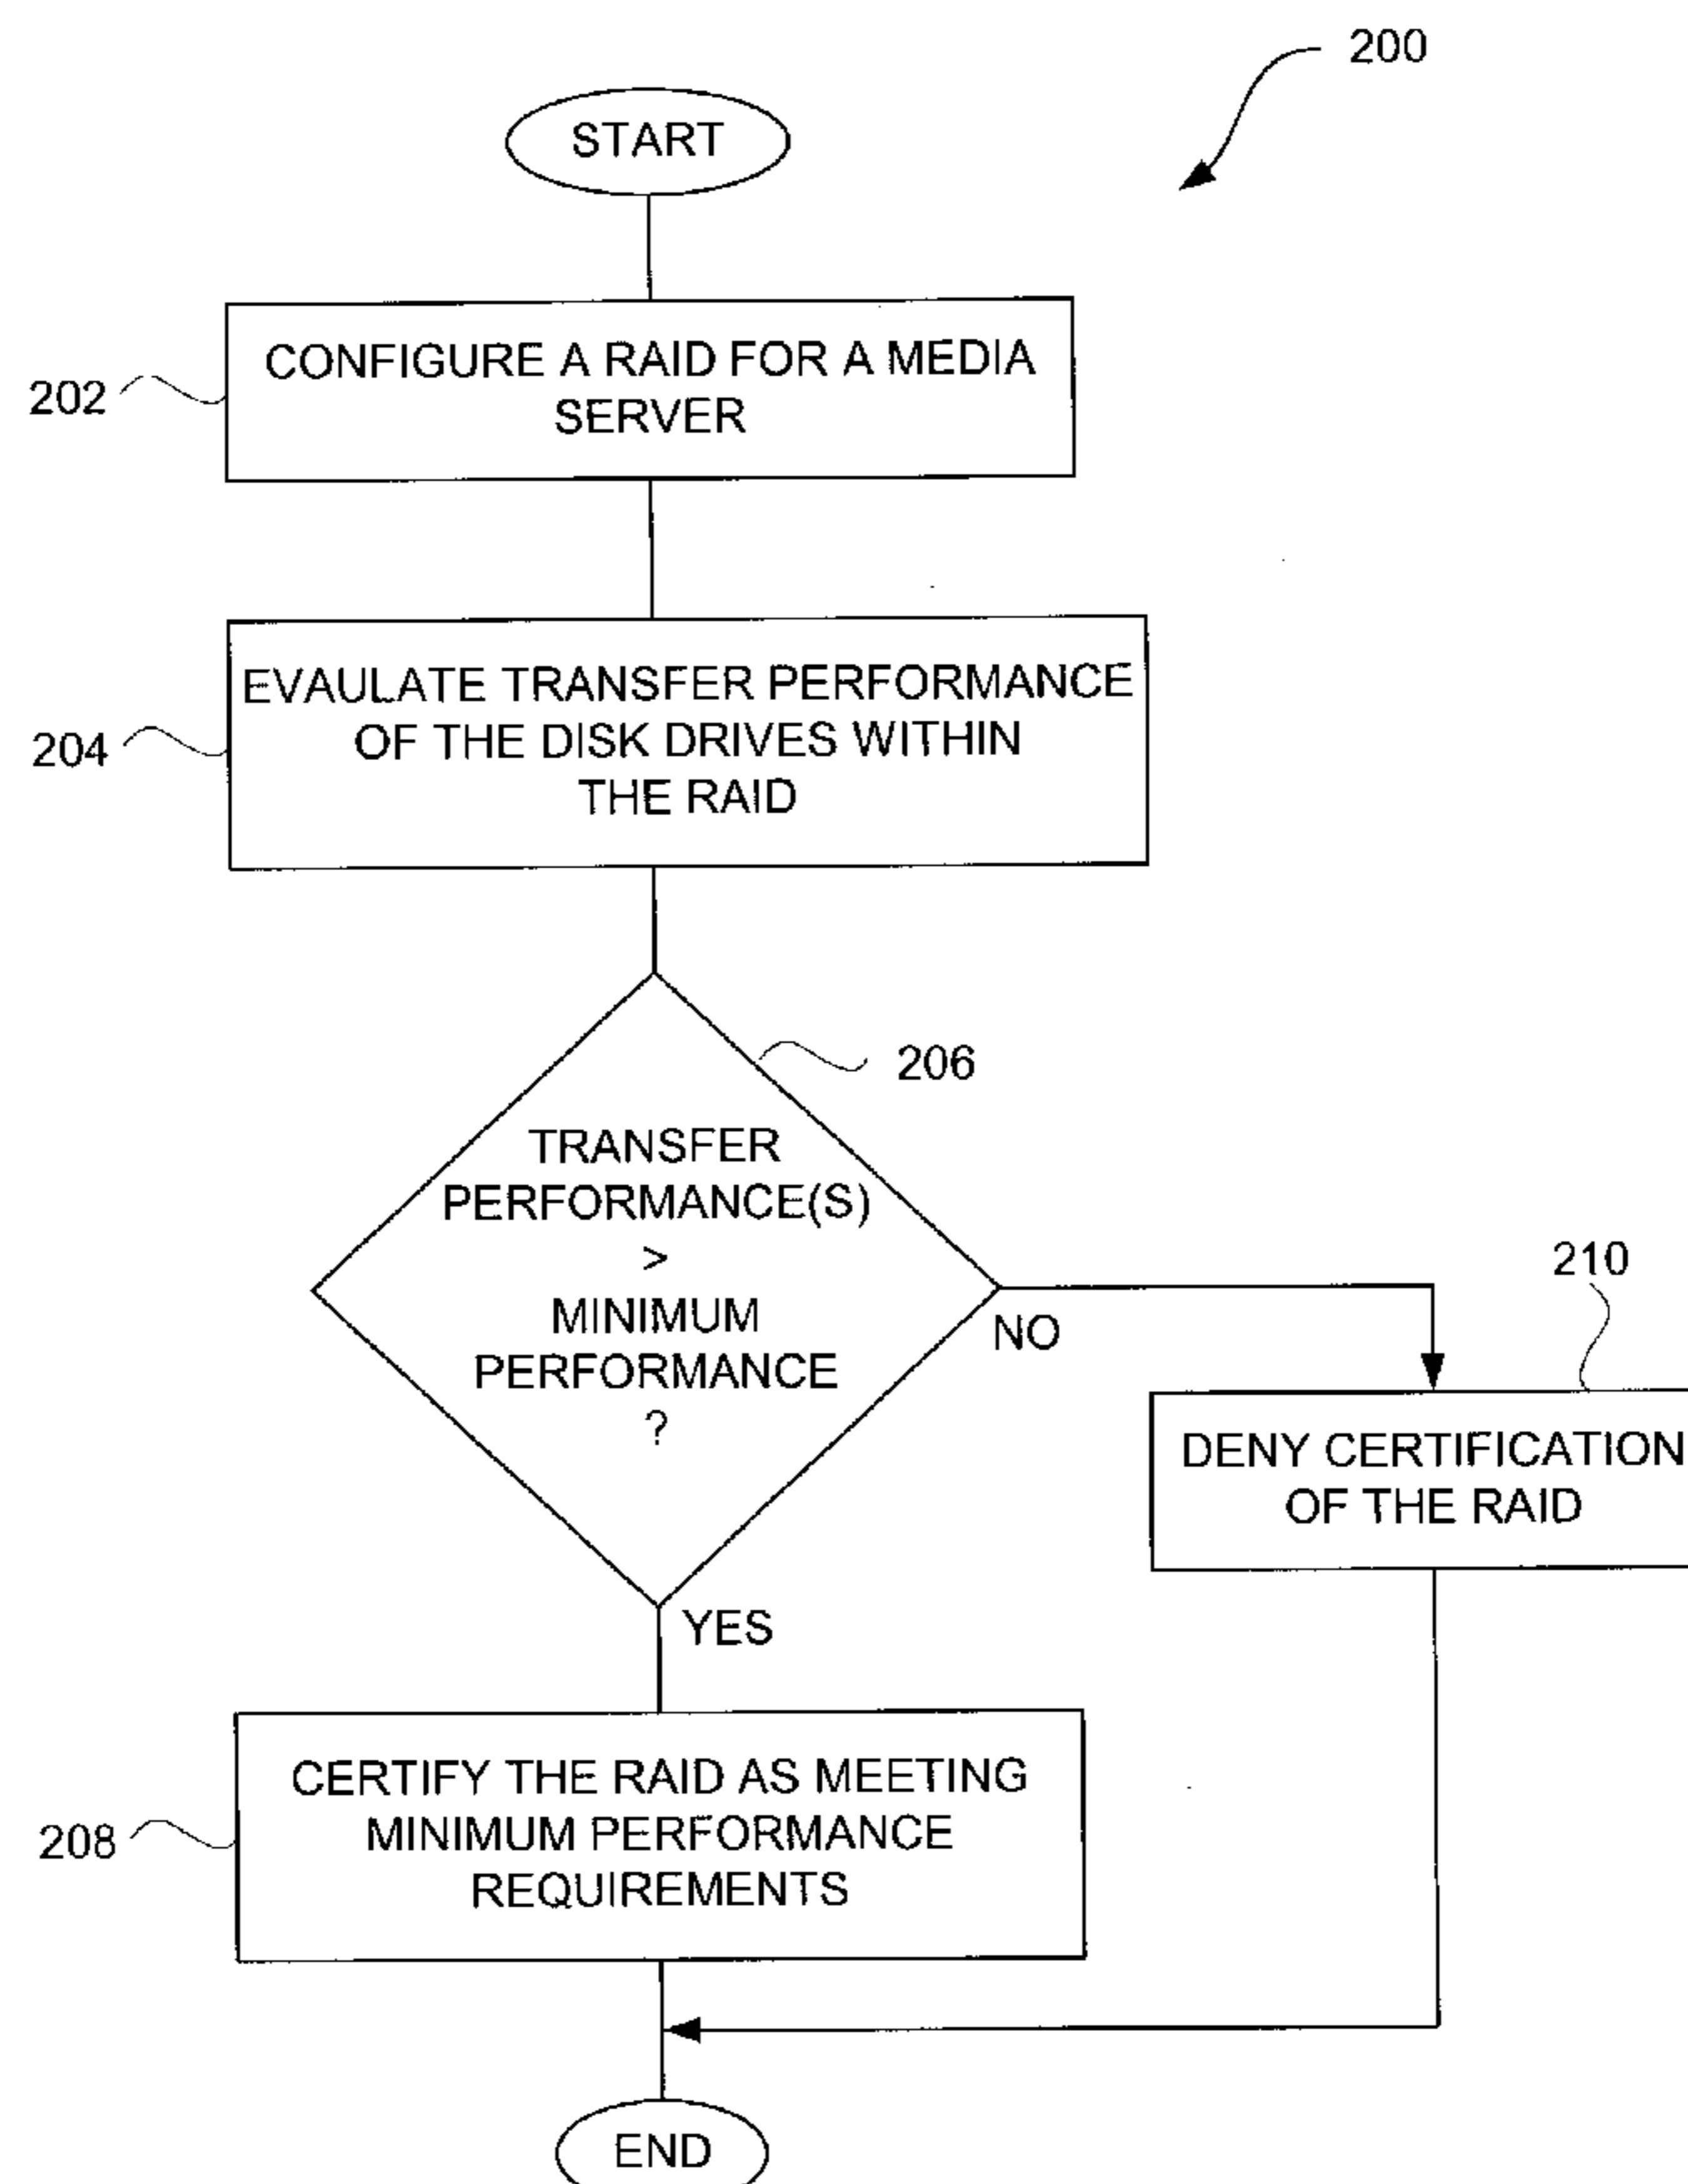 200
START
CONFIGURE A RAID FOR A MEDIA
SERVER
202
EVAULATE TRANSFER PERFORMANCE
OF THE DISK DRIVES WITHIN
THE RAID
204
206
TRANSFER
PERFORMANCE(S)
>
MINIMUM
PERFORMANCE
?
NO
210
DENY CERTIFICATION
OF THE RAID
YES
CERTIFY THE RAID AS MEETING
MINIMUM PERFORMANCE
REQUIREMENTS
208
END